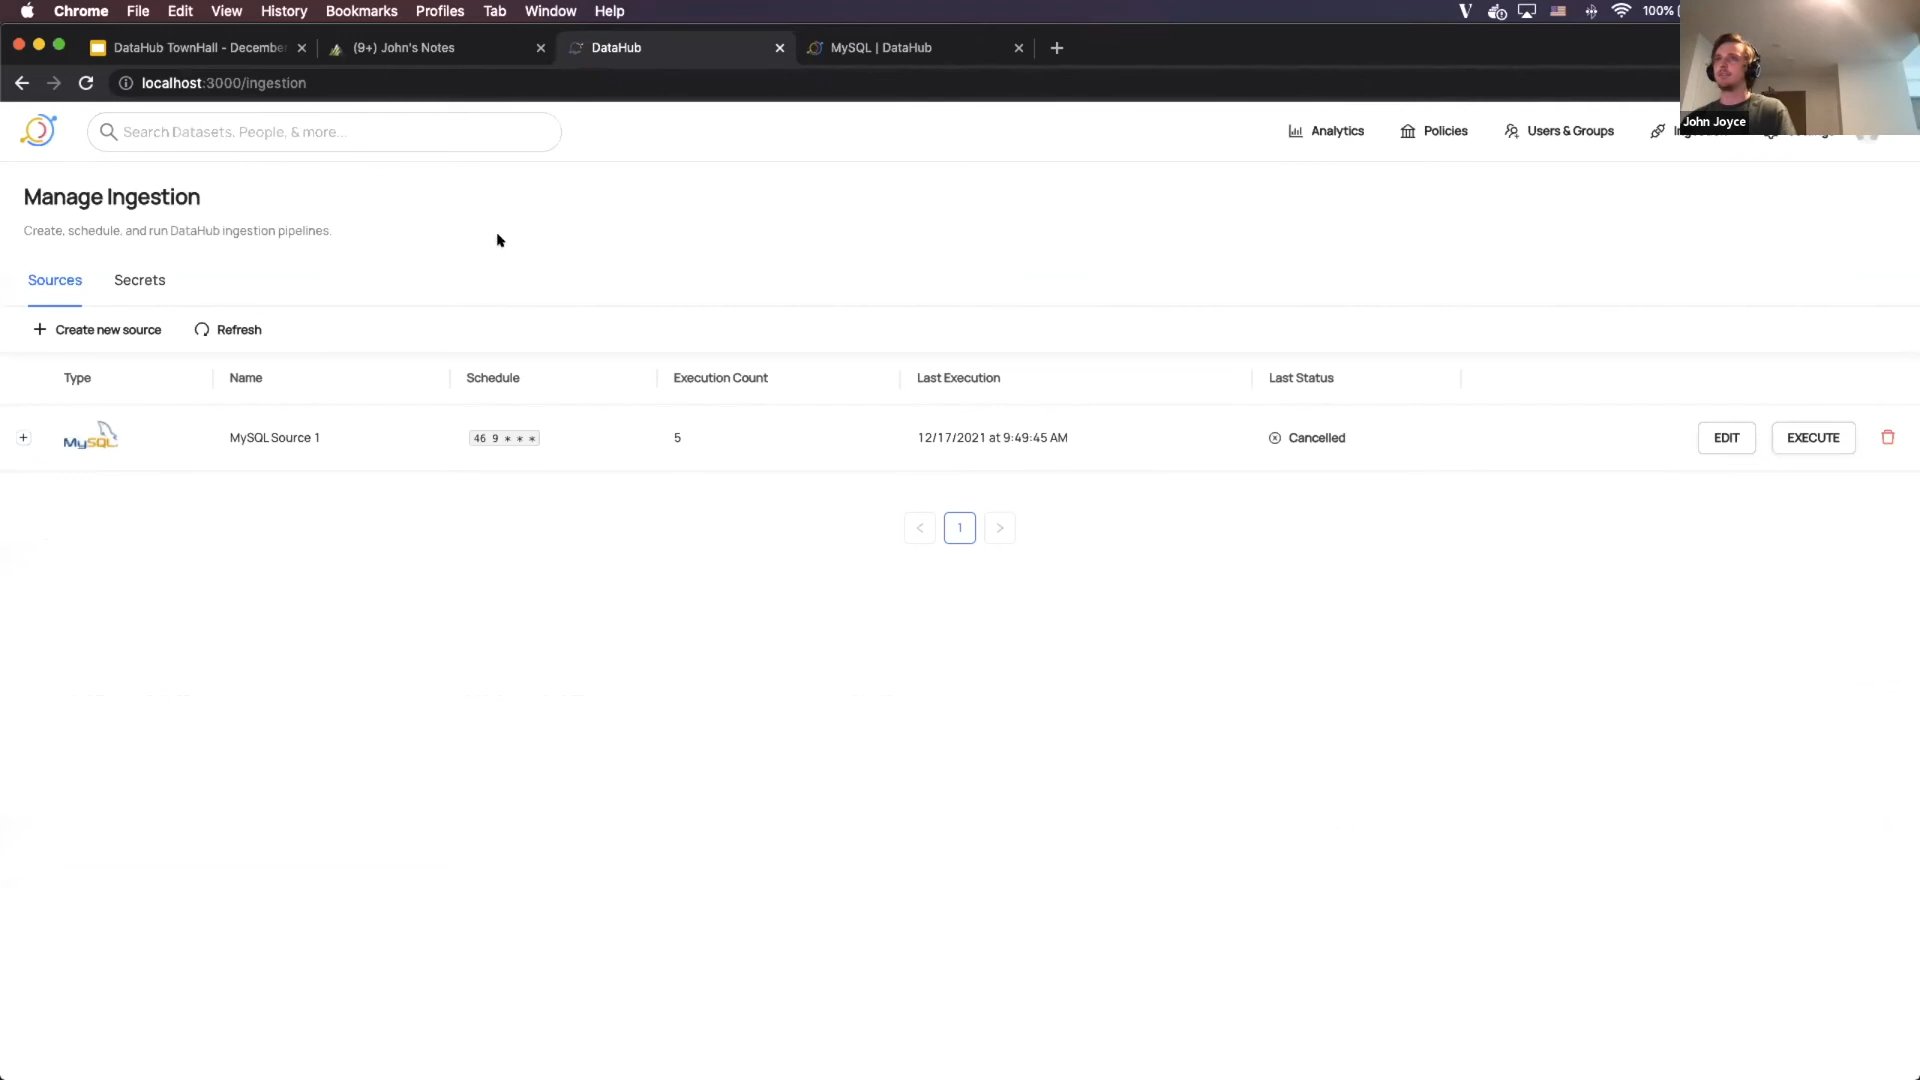 Chrome File Edit View History Bookmarks Profiles Tab Window Help 100%
DataHub TownHall - December (9+) John's Notes DataHub MySQL | DataHub
localhost:3000/ingestion
John Joyce
Search Datasets, People, & more...
Analytics Policies Users & Groups
Manage Ingestion
Create, schedule, and run DataHub ingestion pipelines.
Sources Secrets
Create new source Refresh
Type Name Schedule Execution Count Last Execution Last Status
MySQL MySQL Source 1 46 9 * * * 5 12/17/2021 at 9:49:45 AM Cancelled EDIT EXECUTE
< 1 >